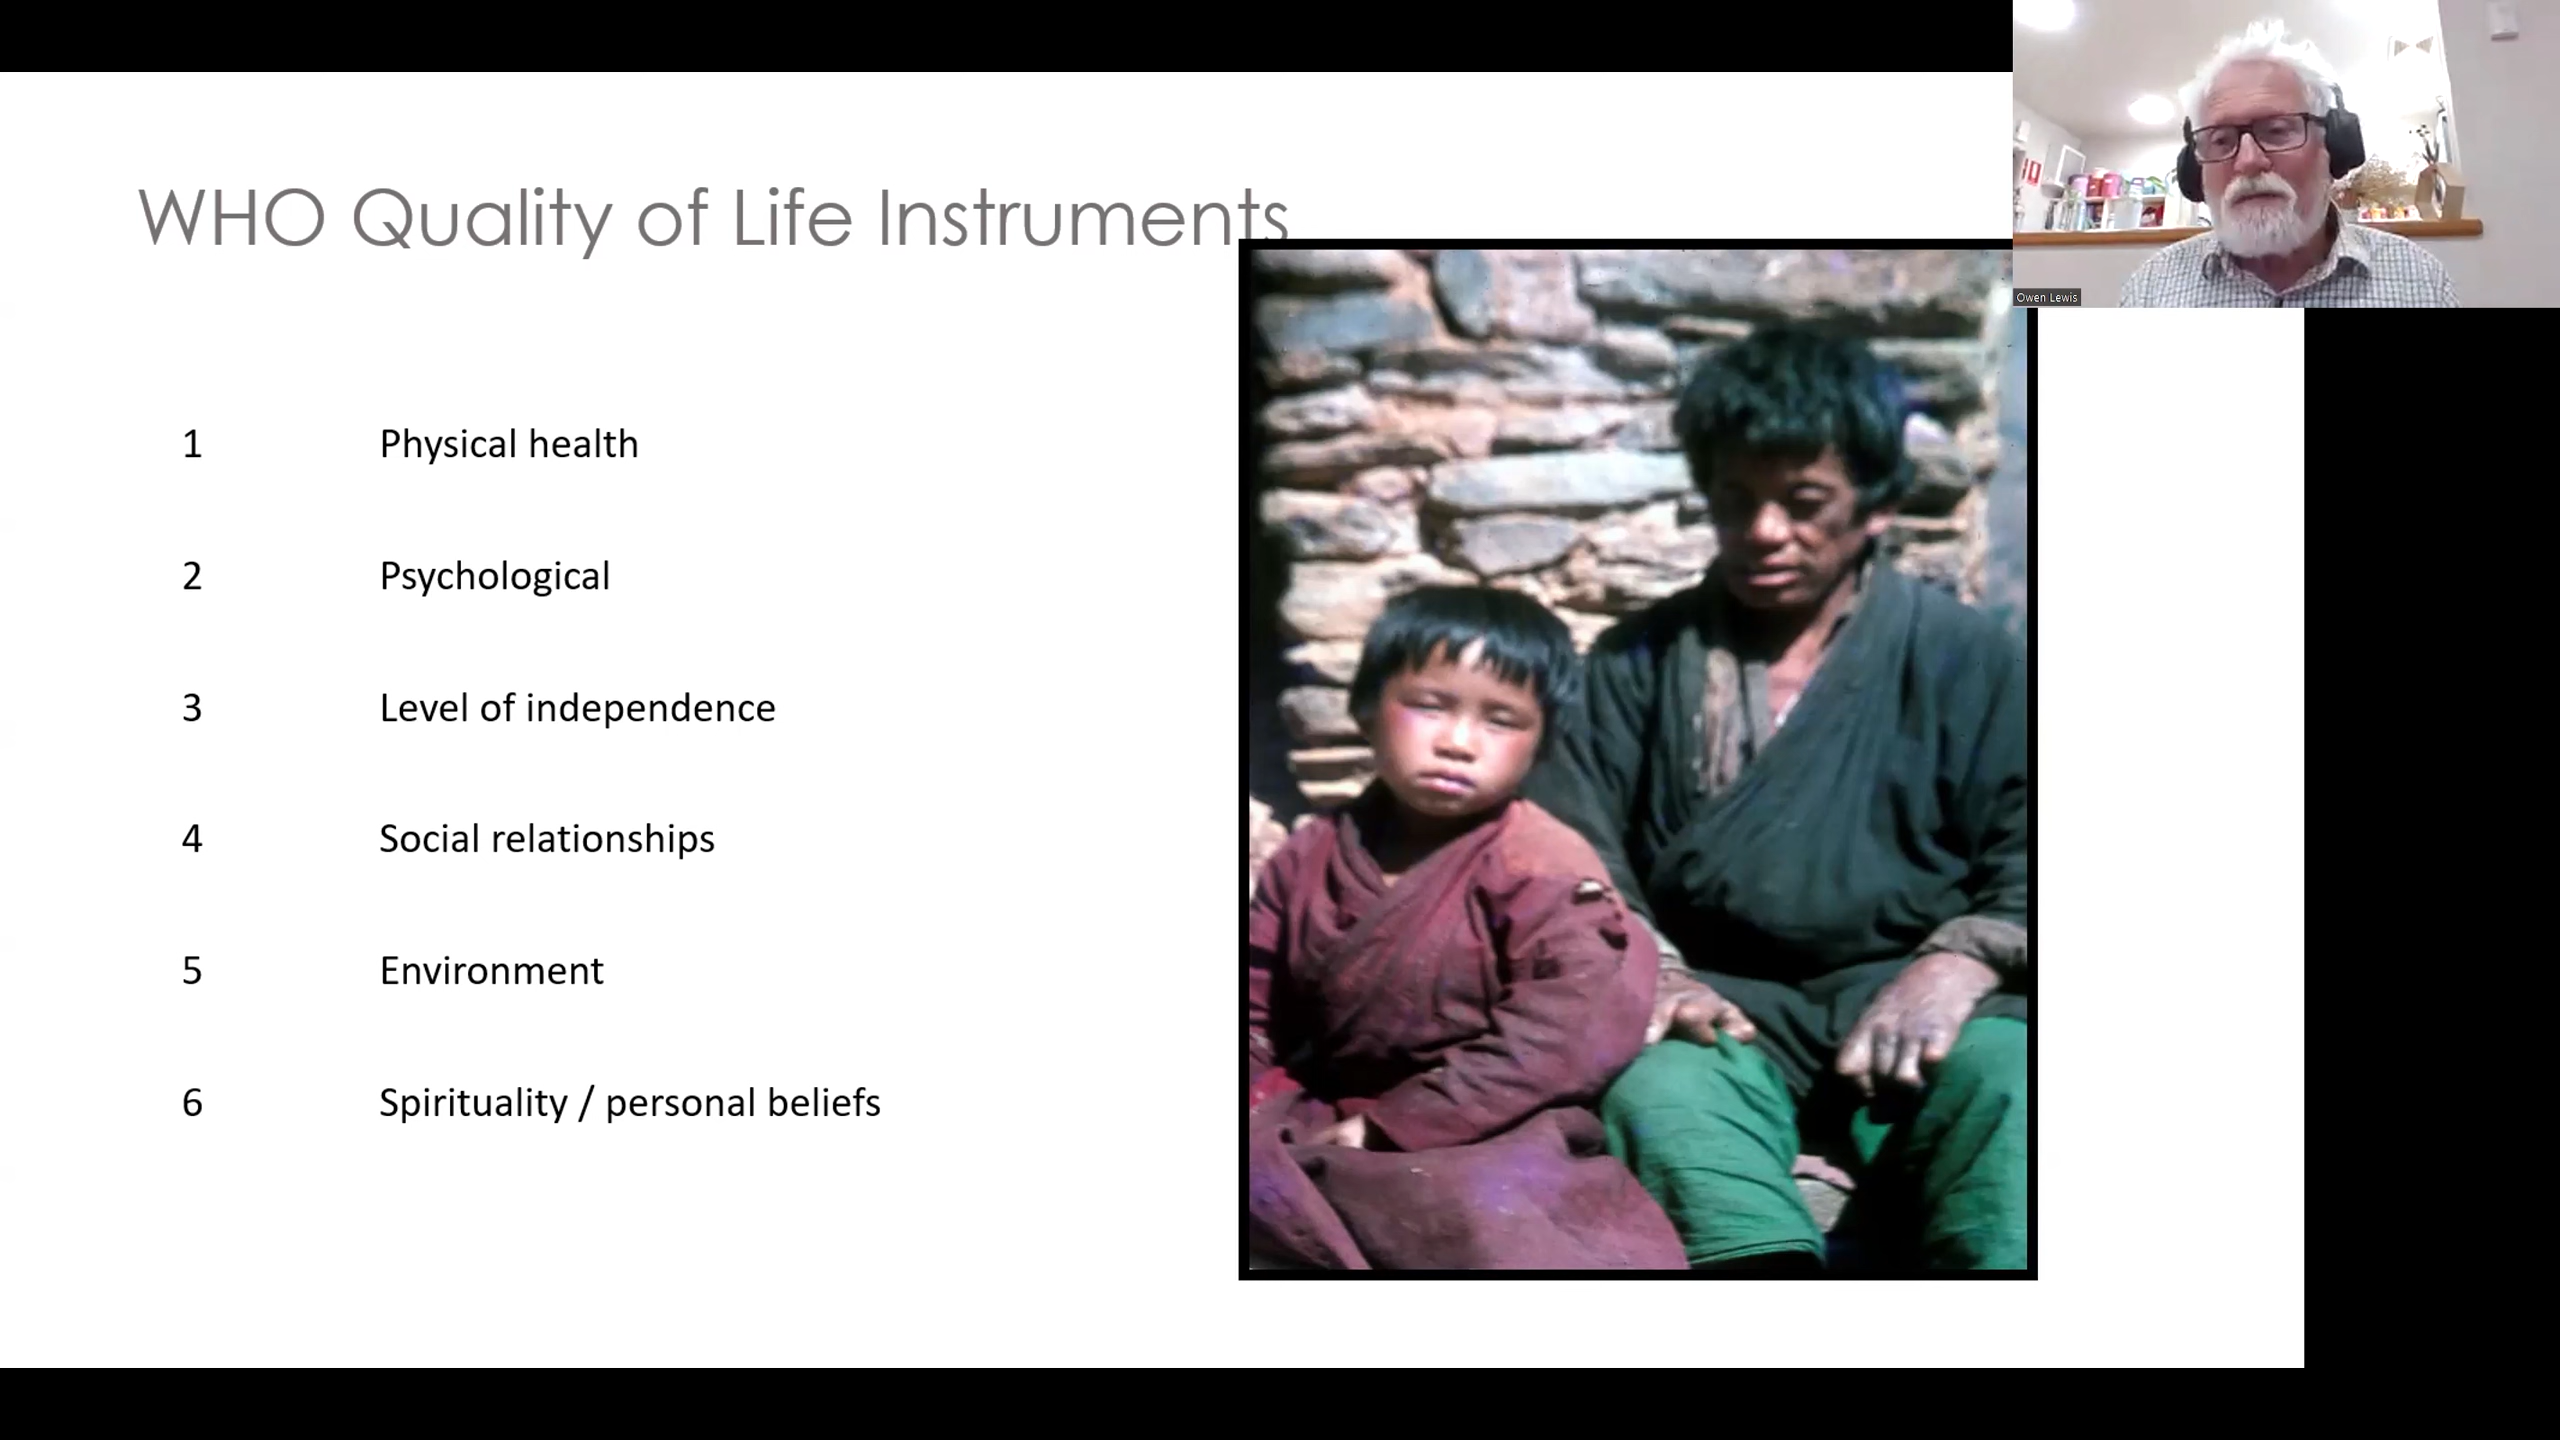 WHO Quality of Life Instruments
1 Physical health
2 Psychological
3 Level of independence
4 Social relationships
5 Environment
6 Spirituality / personal beliefs
Owen Lewis